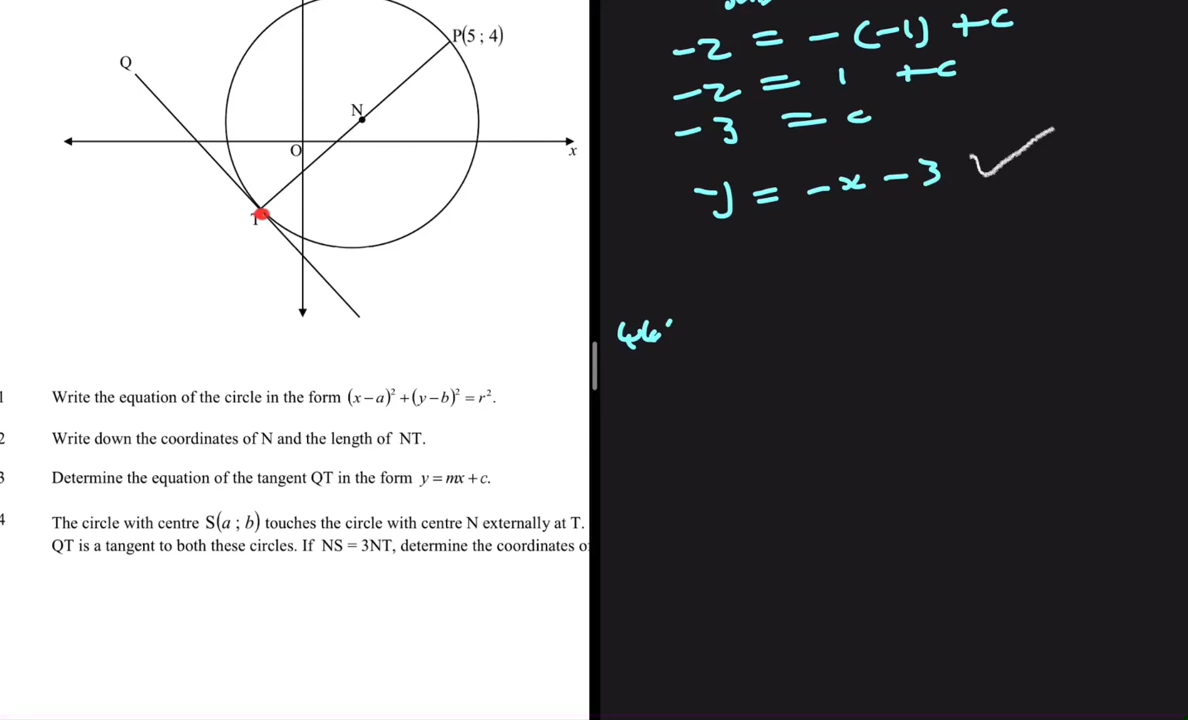 P(5 ; 4)
Q
N
O
x
T
1 Write the equation of the circle in the form (x−a)² + (y−b)² = r².
2 Write down the coordinates of N and the length of NT.
3 Determine the equation of the tangent QT in the form y = mx + c.
4 The circle with centre S(a ; b) touches the circle with centre N externally at T.
QT is a tangent to both these circles. If NS = 3NT, determine the coordinates
-2 = -(-1) + c
-2 = 1 + c
-3 = c
y = -x - 3